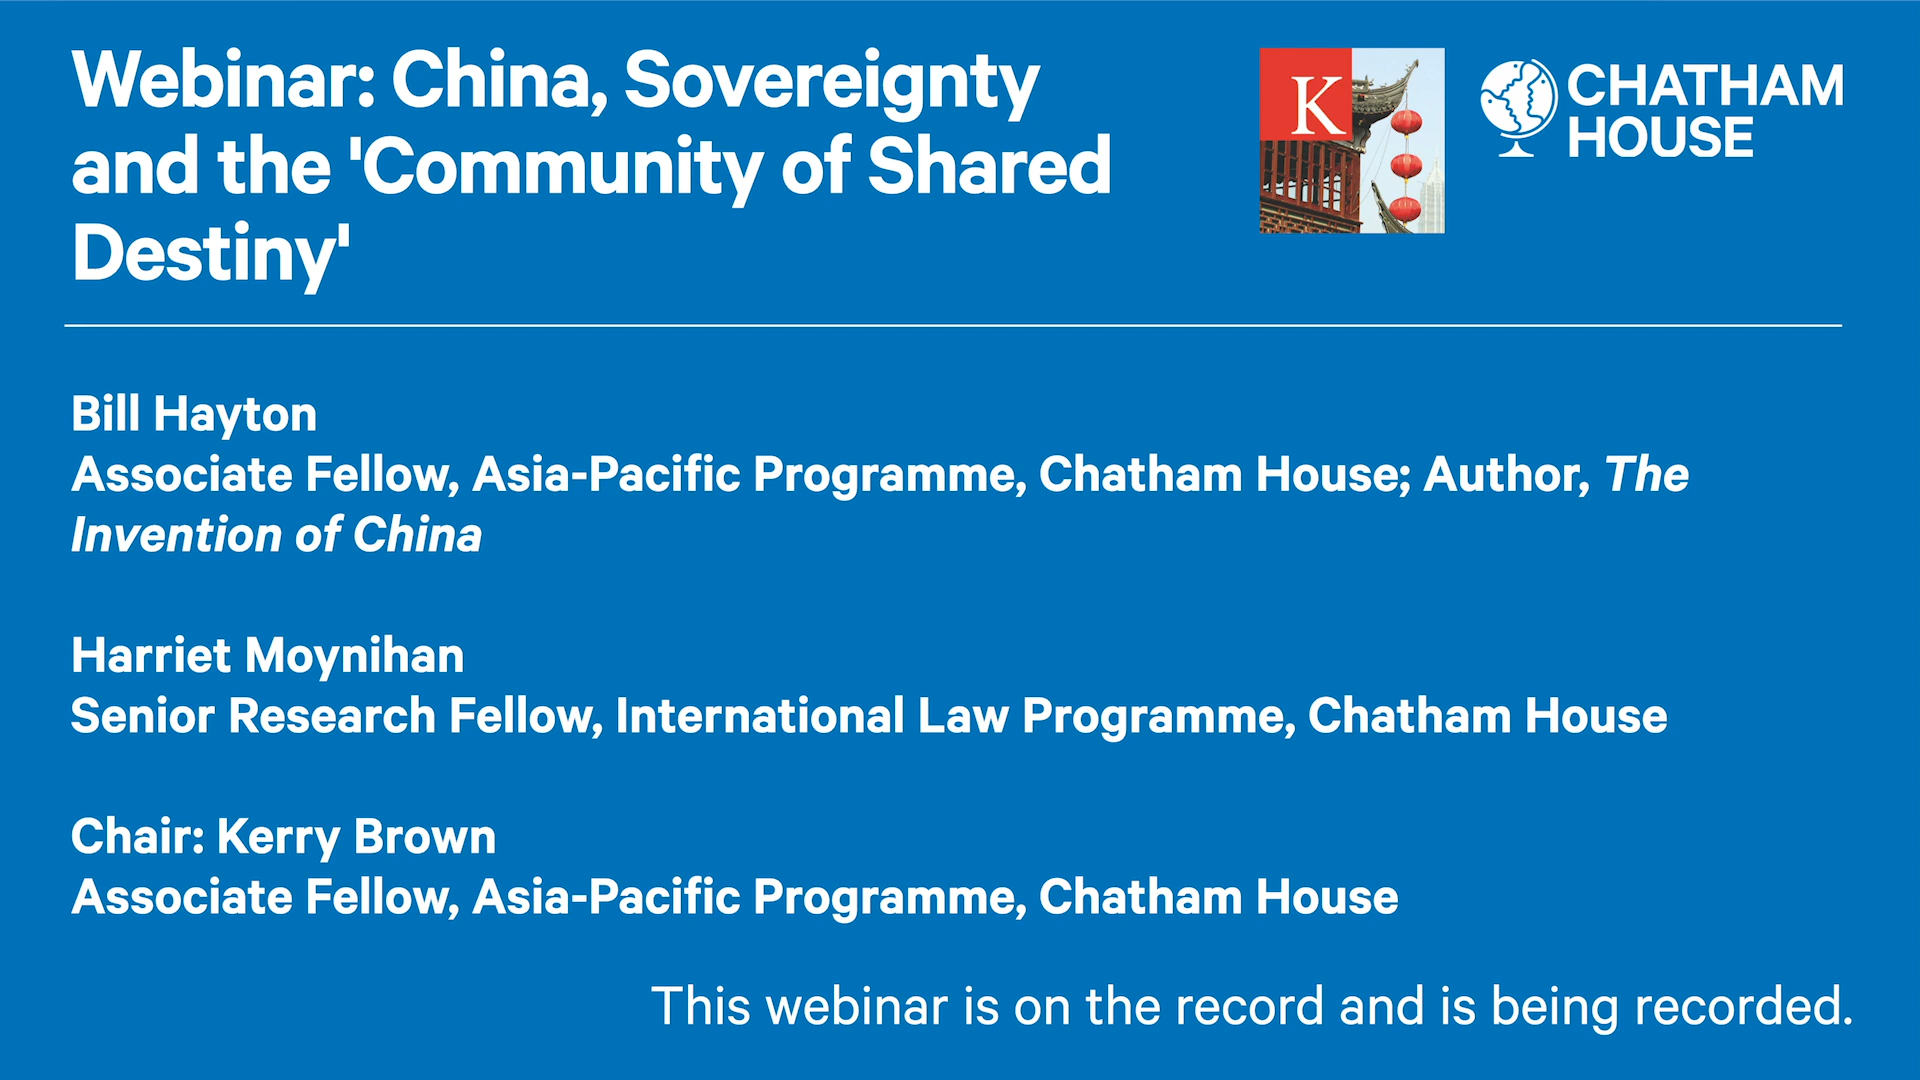 Webinar: China, Sovereignty
and the 'Community of Shared
Destiny'
K
CHATHAM
HOUSE
Bill Hayton
Associate Fellow, Asia-Pacific Programme, Chatham House; Author, The
Invention of China
Harriet Moynihan
Senior Research Fellow, International Law Programme, Chatham House
Chair: Kerry Brown
Associate Fellow, Asia-Pacific Programme, Chatham House
This webinar is on the record and is being recorded.